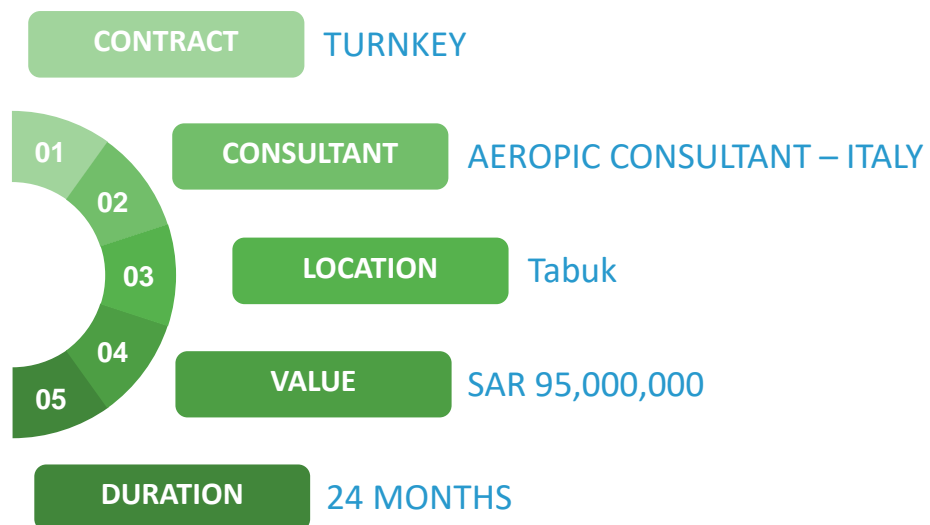 CONTRACT TURNKEY
01
CONSULTANT AEROPIC CONSULTANT – ITALY
02
LOCATION Tabuk
03
04
VALUE SAR 95,000,000
05
DURATION 24 MONTHS